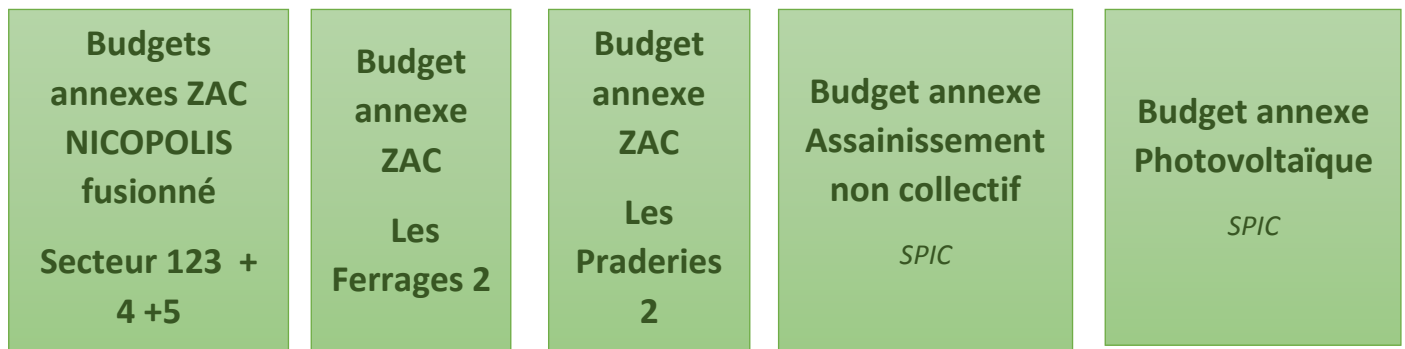 Budgets
annexes ZAC
NICOPOLIS
fusionné
Secteur 123 +
4 +5
Budget
annexe
ZAC
Les
Ferrages 2
Budget
annexe
ZAC
Les
Praderies
2
Budget annexe
Assainissement
non collectif
SPIC
Budget annexe
Photovoltaïque
SPIC